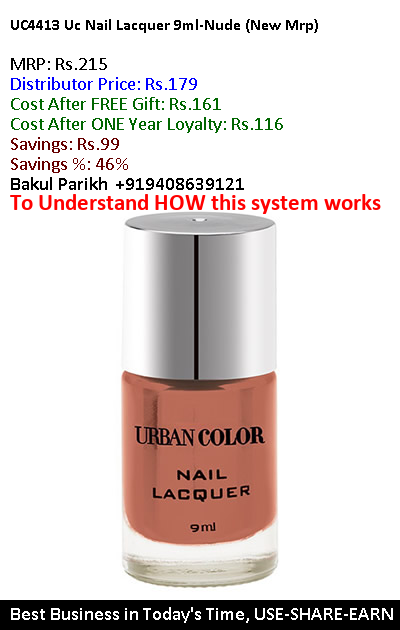 UC4413 Uc Nail Lacquer 9ml-Nude (New Mrp)
MRP: Rs.215
Distributor Price: Rs.179
Cost After FREE Gift: Rs.161
Cost After ONE Year Loyalty: Rs.116
Savings: Rs.99
Savings %: 46%
Bakul Parikh +919408639121
To Understand HOW this system works
URBAN COLOR
NAIL
LACQUER
9ml
Best Business in Today's Time, USE-SHARE-EARN